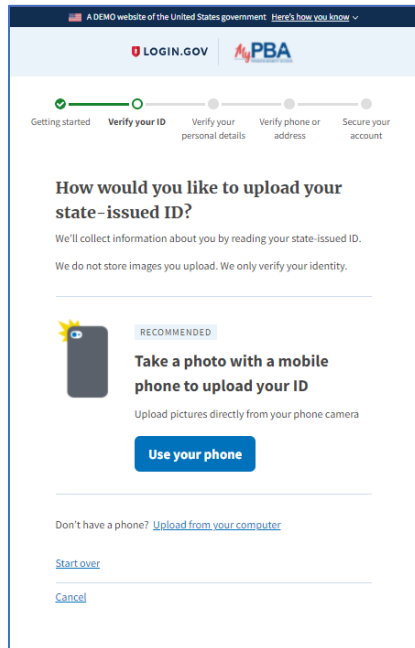 A DEMO website of the United States government Here's how you know
LOGIN.GOV MyPBA
Getting started Verify your ID Verify your personal details Verify phone or address Secure your account
How would you like to upload your
state-issued ID?
We'll collect information about you by reading your state-issued ID.
We do not store images you upload. We only verify your identity.
RECOMMENDED
Take a photo with a mobile
phone to upload your ID
Upload pictures directly from your phone camera
Use your phone
Don't have a phone? Upload from your computer
Start over
Cancel